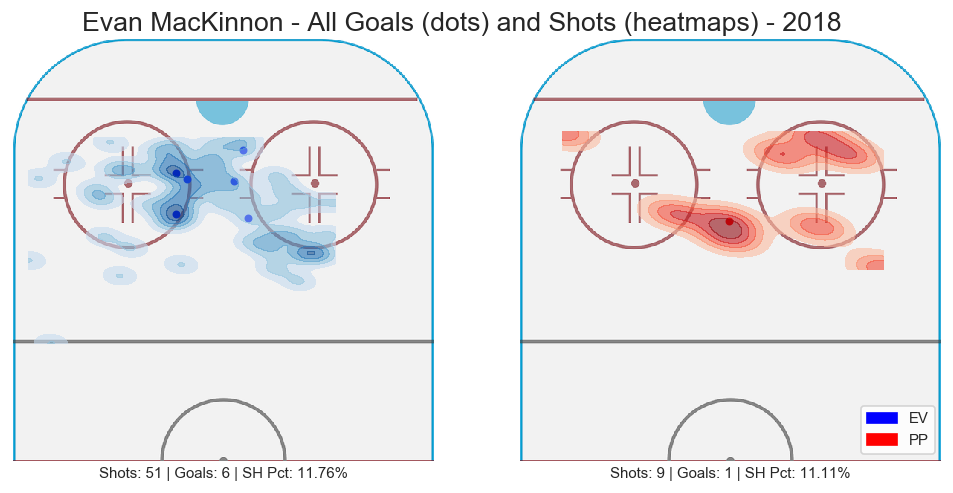 Evan MacKinnon - All Goals (dots) and Shots (heatmaps) - 2018
EV
PP
Shots: 51 | Goals: 6 | SH Pct: 11.76%
Shots: 9 | Goals: 1 | SH Pct: 11.11%